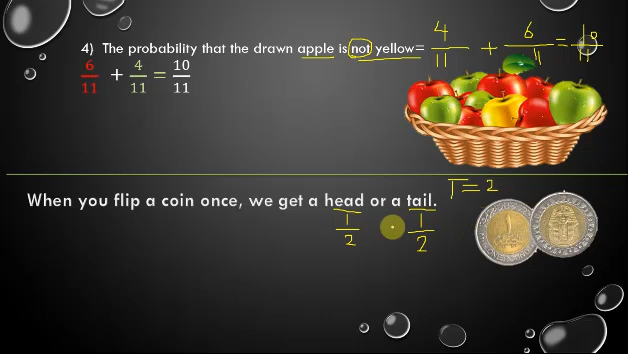 4) The probability that the drawn apple is not yellow= 4/11 + 6/11 = 10/11
6/11 + 4/11 = 10/11
When you flip a coin once, we get a head or a tail. T=2
1/2 1/2